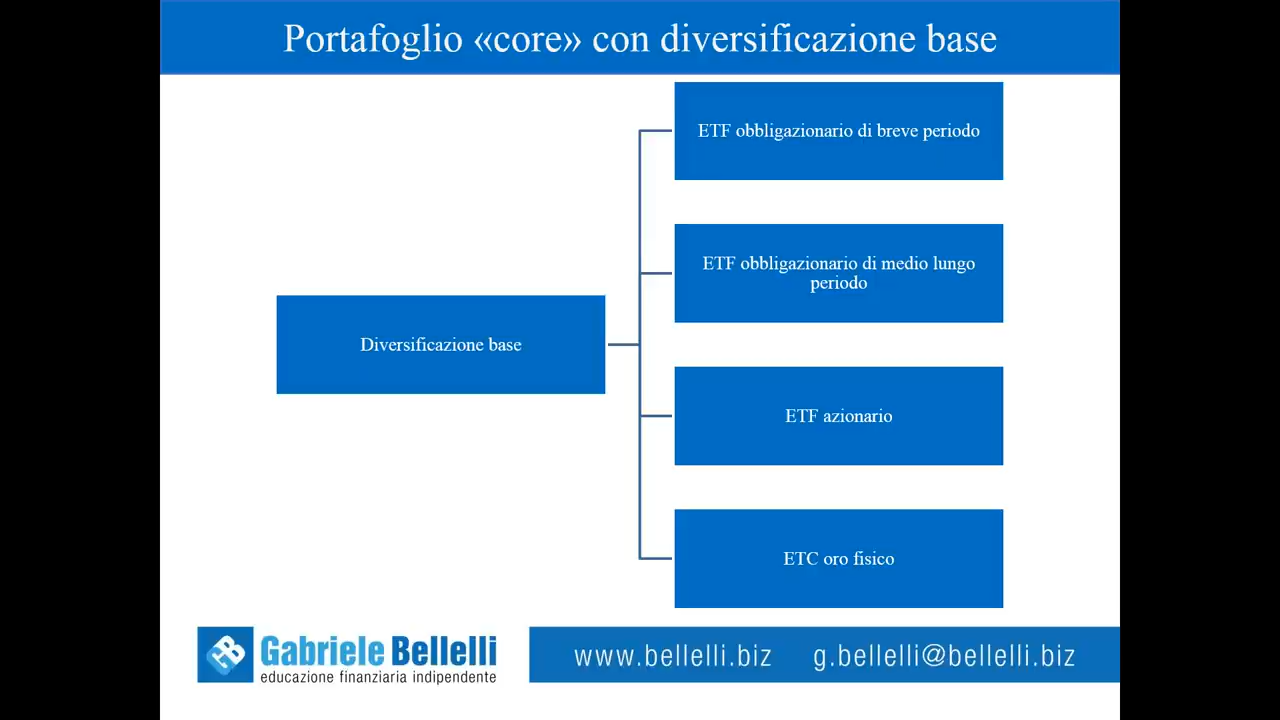 Portafoglio «core» con diversificazione base
ETF obbligazionario di breve periodo
ETF obbligazionario di medio lungo
periodo
Diversificazione base
ETF azionario
ETC oro fisico
Gabriele Bellelli
educazione finanziaria indipendente
www.bellelli.biz g.bellelli@bellelli.biz